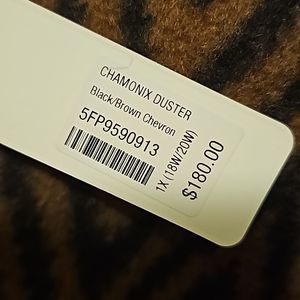 CHAMONIX DUSTER
Black/Brown Chevron
5FP9590913
1X (18W/20W)
$180.00